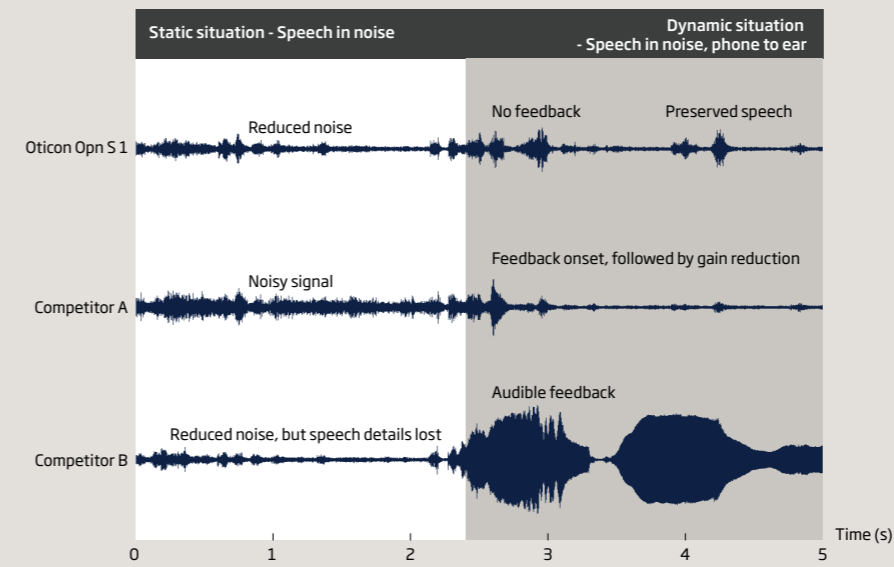 Static situation - Speech in noise
Dynamic situation
- Speech in noise, phone to ear
Oticon Opn S 1
Reduced noise
No feedback
Preserved speech
Competitor A
Noisy signal
Feedback onset, followed by gain reduction
Competitor B
Reduced noise, but speech details lost
Audible feedback
Time (s)
0 1 2 3 4 5